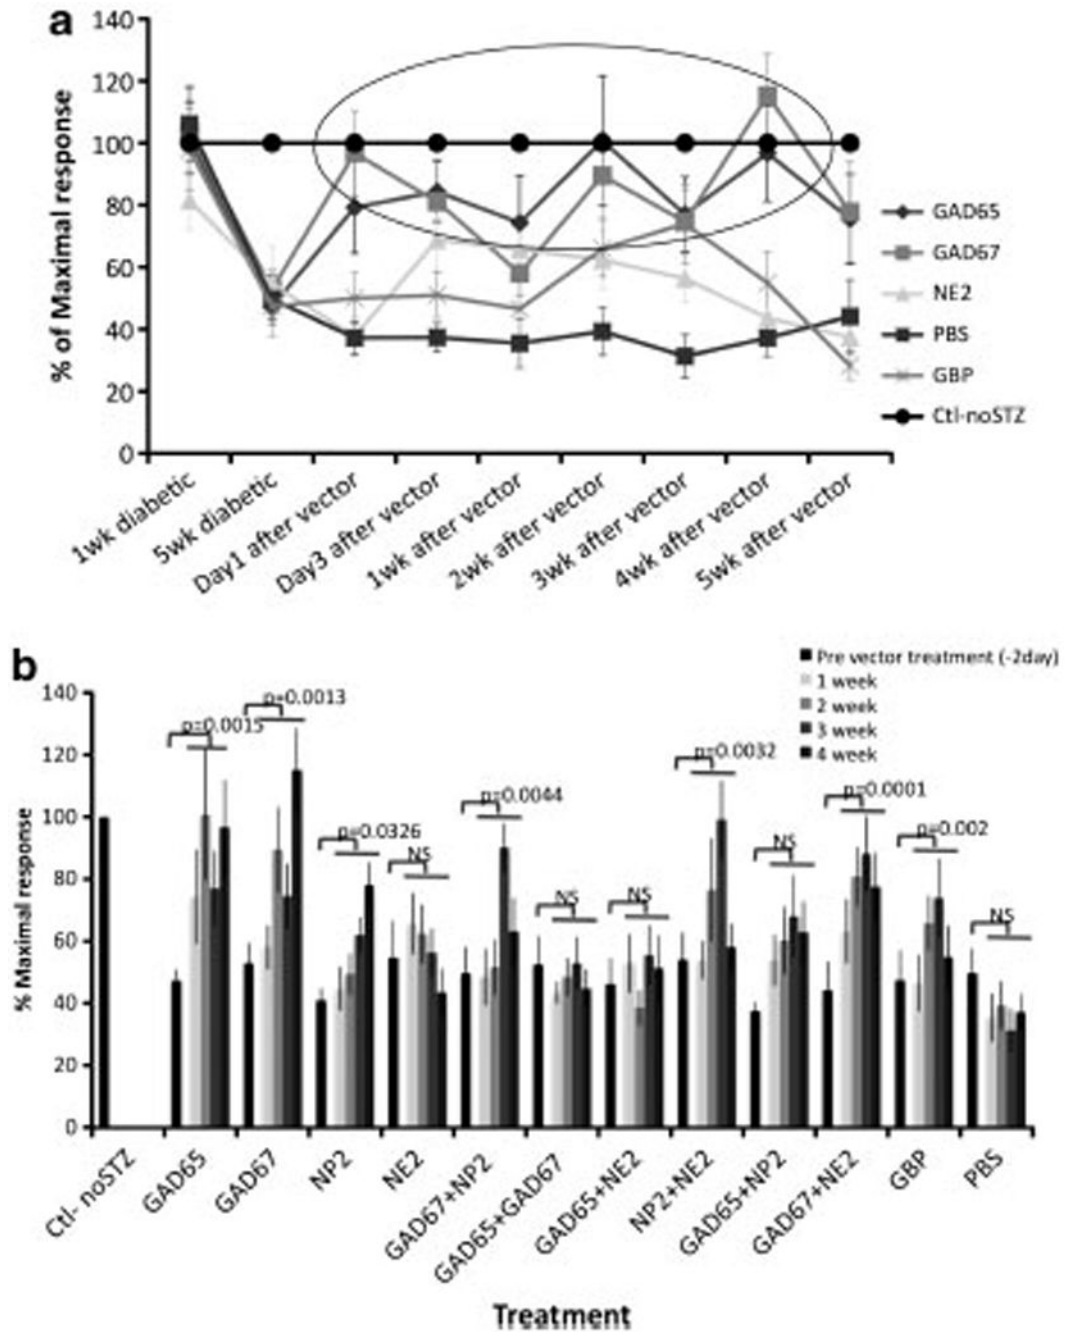 a
140
120
100
80
60
40
20
0
% of Maximal response
1wk diabetic
5wk diabetic
Day1 after vector
Day3 after vector
1wk after vector
2wk after vector
3wk after vector
4wk after vector
5wk after vector
GAD65
GAD67
NE2
PBS
GBP
Ctl-noSTZ
b
Pre vector treatment (-2day)
1 week
2 week
3 week
4 week
140
120
100
80
60
40
20
0
% Maximal response
p=0.0015
p=0.0013
p=0.0326
NS
p=0.0044
NS
NS
p=0.0032
NS
p=0.0001
p=0.002
NS
Ctl- noSTZ
GAD65
GAD67
NP2
NE2
GAD67+NP2
GAD65+GAD67
GAD65+NE2
NP2+NE2
GAD65+NP2
GAD67+NE2
GBP
PBS
Treatment